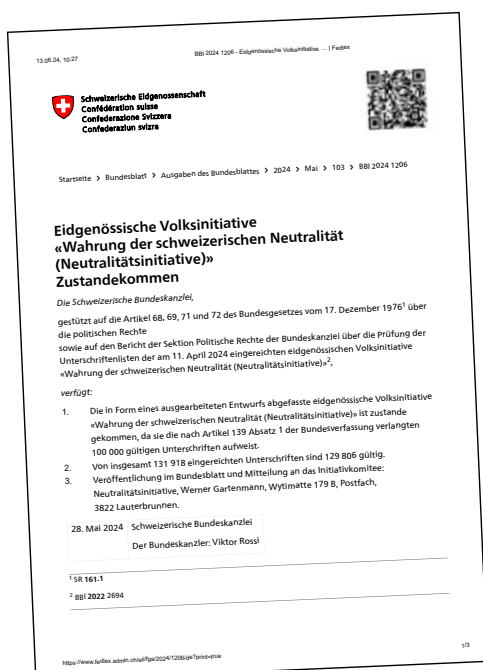 13.06.24, 10:27
BBl 2024 1206 - Eidgenössische Volksinitiative. ... | Fedlex
Schweizerische Eidgenossenschaft
Confédération suisse
Confederazione Svizzera
Confederaziun svizra
Startseite > Bundesblatt > Ausgaben des Bundesblattes > 2024 > Mai > 103 > BBl 2024 1206
Eidgenössische Volksinitiative
«Wahrung der schweizerischen Neutralität
(Neutralitätsinitiative)»
Zustandekommen
Die Schweizerische Bundeskanzlei,
gestützt auf die Artikel 68, 69, 71 und 72 des Bundesgesetzes vom 17. Dezember 1976¹ über
die politischen Rechte
sowie auf den Bericht der Sektion Politische Rechte der Bundeskanzlei über die Prüfung der
Unterschriftenlisten der am 11. April 2024 eingereichten eidgenössischen Volksinitiative
«Wahrung der schweizerischen Neutralität (Neutralitätsinitiative)»²,
verfügt:
1. Die in Form eines ausgearbeiteten Entwurfs abgefasste eidgenössische Volksinitiative
«Wahrung der schweizerischen Neutralität (Neutralitätsinitiative)» ist zustande
gekommen, da sie die nach Artikel 139 Absatz 1 der Bundesverfassung verlangten
100 000 gültigen Unterschriften aufweist.
2. Von insgesamt 131 918 eingereichten Unterschriften sind 129 806 gültig.
3. Veröffentlichung im Bundesblatt und Mitteilung an das Initiativkomitee:
Neutralitätsinitiative, Werner Gartenmann, Wytimatte 179 B, Postfach,
3822 Lauterbrunnen.
28. Mai 2024 Schweizerische Bundeskanzlei
Der Bundeskanzler: Viktor Rossi
¹ SR 161.1
² BBl 2022 2694
https://www.fedlex.admin.ch/eli/fga/2024/1206/de?print=true
1/3